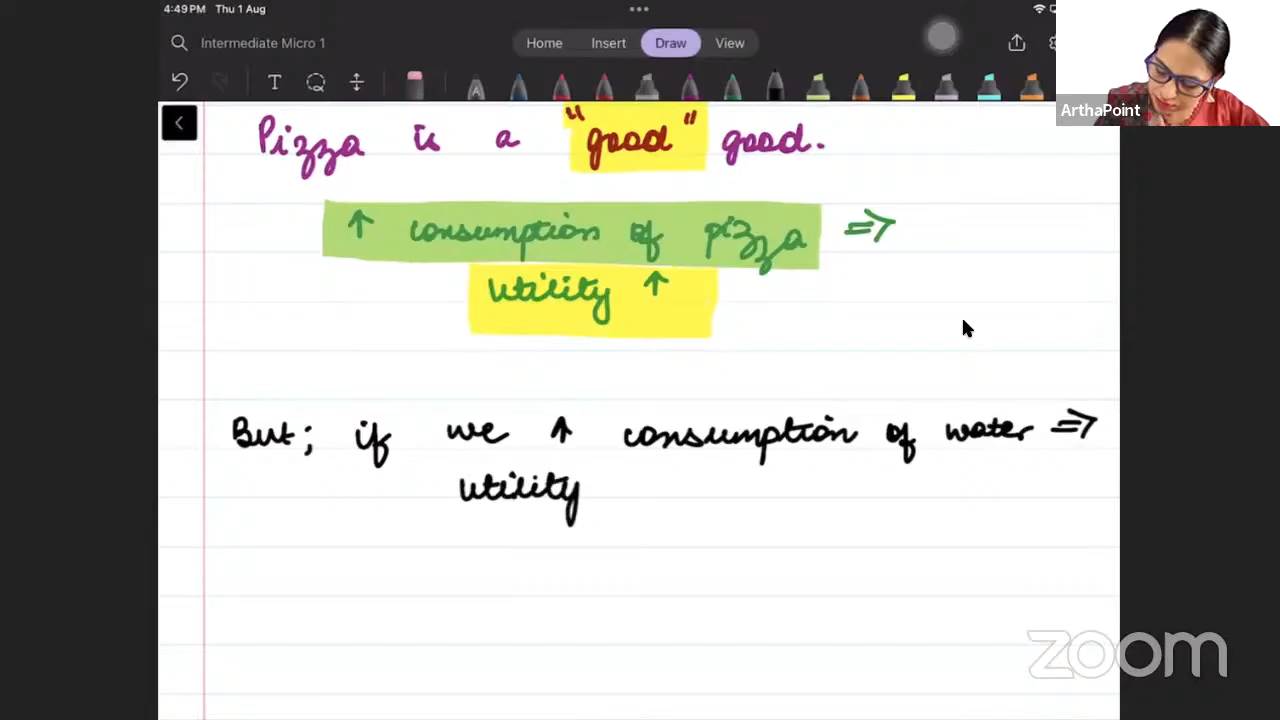 4:49 PM Thu 1 Aug
Intermediate Micro 1
Home Insert Draw View
T
A
ArthaPoint
Pizza is a "good" good.
↑ consumption of pizza ⇒
utility ↑
But; if we ↑ consumption of water ⇒
utility
zoom